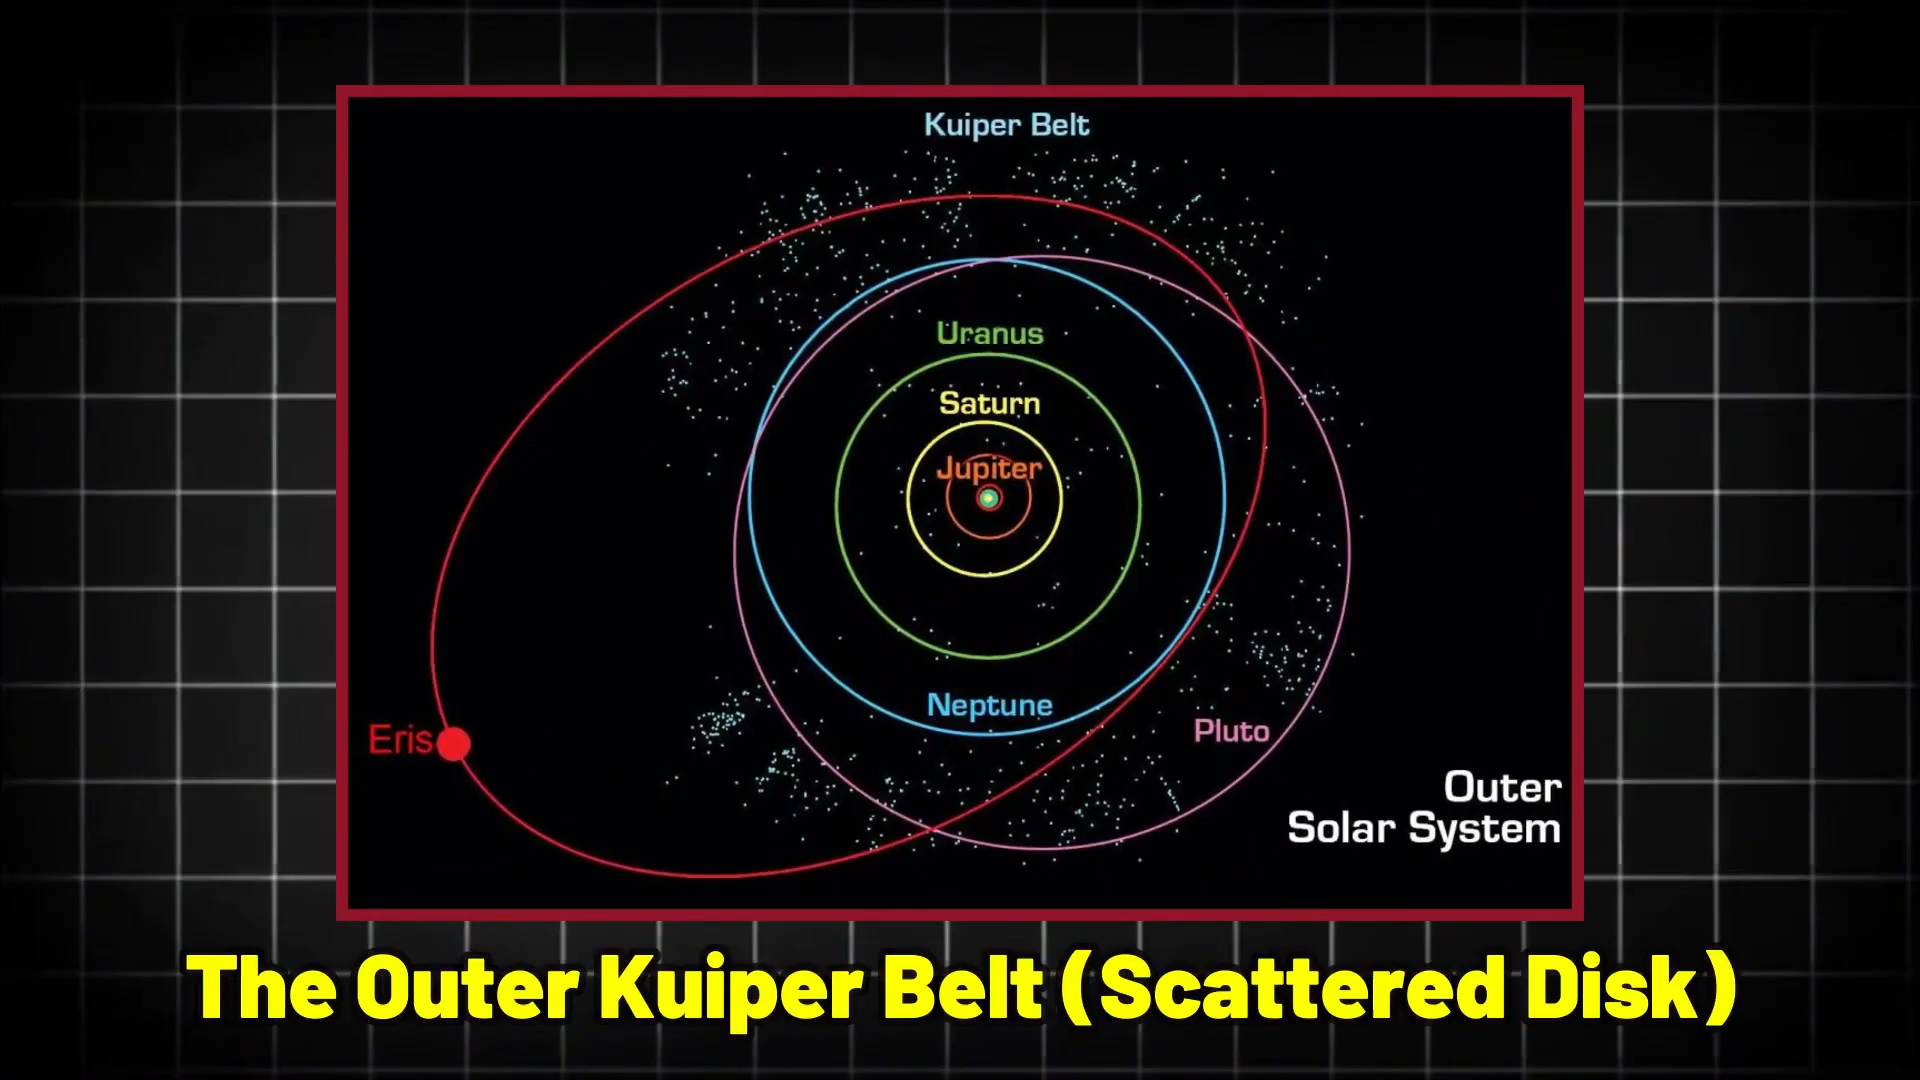 Kuiper Belt
Uranus
Saturn
Jupiter
Neptune
Pluto
Eris
Outer
Solar System
The Outer Kuiper Belt (Scattered Disk)